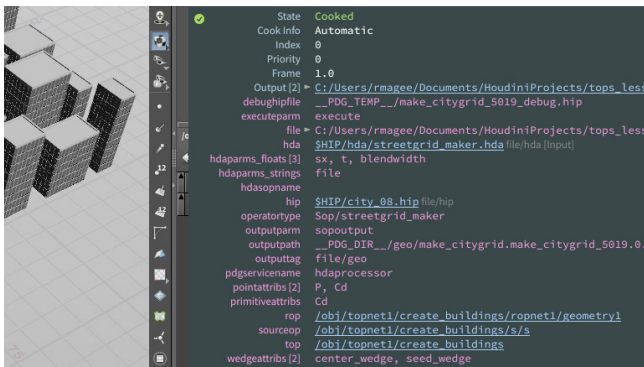 State Cooked
Cook Info Automatic
Index 0
Priority 0
Frame 1.0
Output [2] C:/Users/rmagee/Documents/HoudiniProjects/tops_less
debughipfile __PDG_TEMP__/make_citygrid_5019_debug.hip
executeparm execute
file C:/Users/rmagee/Documents/HoudiniProjects/tops_less
hda $HIP/hda/streetgrid_maker.hda file/hda [Input]
hdaparms_floats [3] sx, t, blendwidth
hdaparms_strings file
hdasopname
hip $HIP/city_08.hip file/hip
operatortype Sop/streetgrid_maker
outputparm sopoutput
outputpath __PDG_DIR__/geo/make_citygrid.make_citygrid_5019.0.
outputtag file/geo
pdgservicename hdaprocessor
pointattribs [2] P, Cd
primitiveattribs Cd
rop /obj/topnet1/create_buildings/ropnet1/geometry1
sourceop /obj/topnet1/create_buildings/s/s
top /obj/topnet1/create_buildings
wedgeattribs [2] center_wedge, seed_wedge